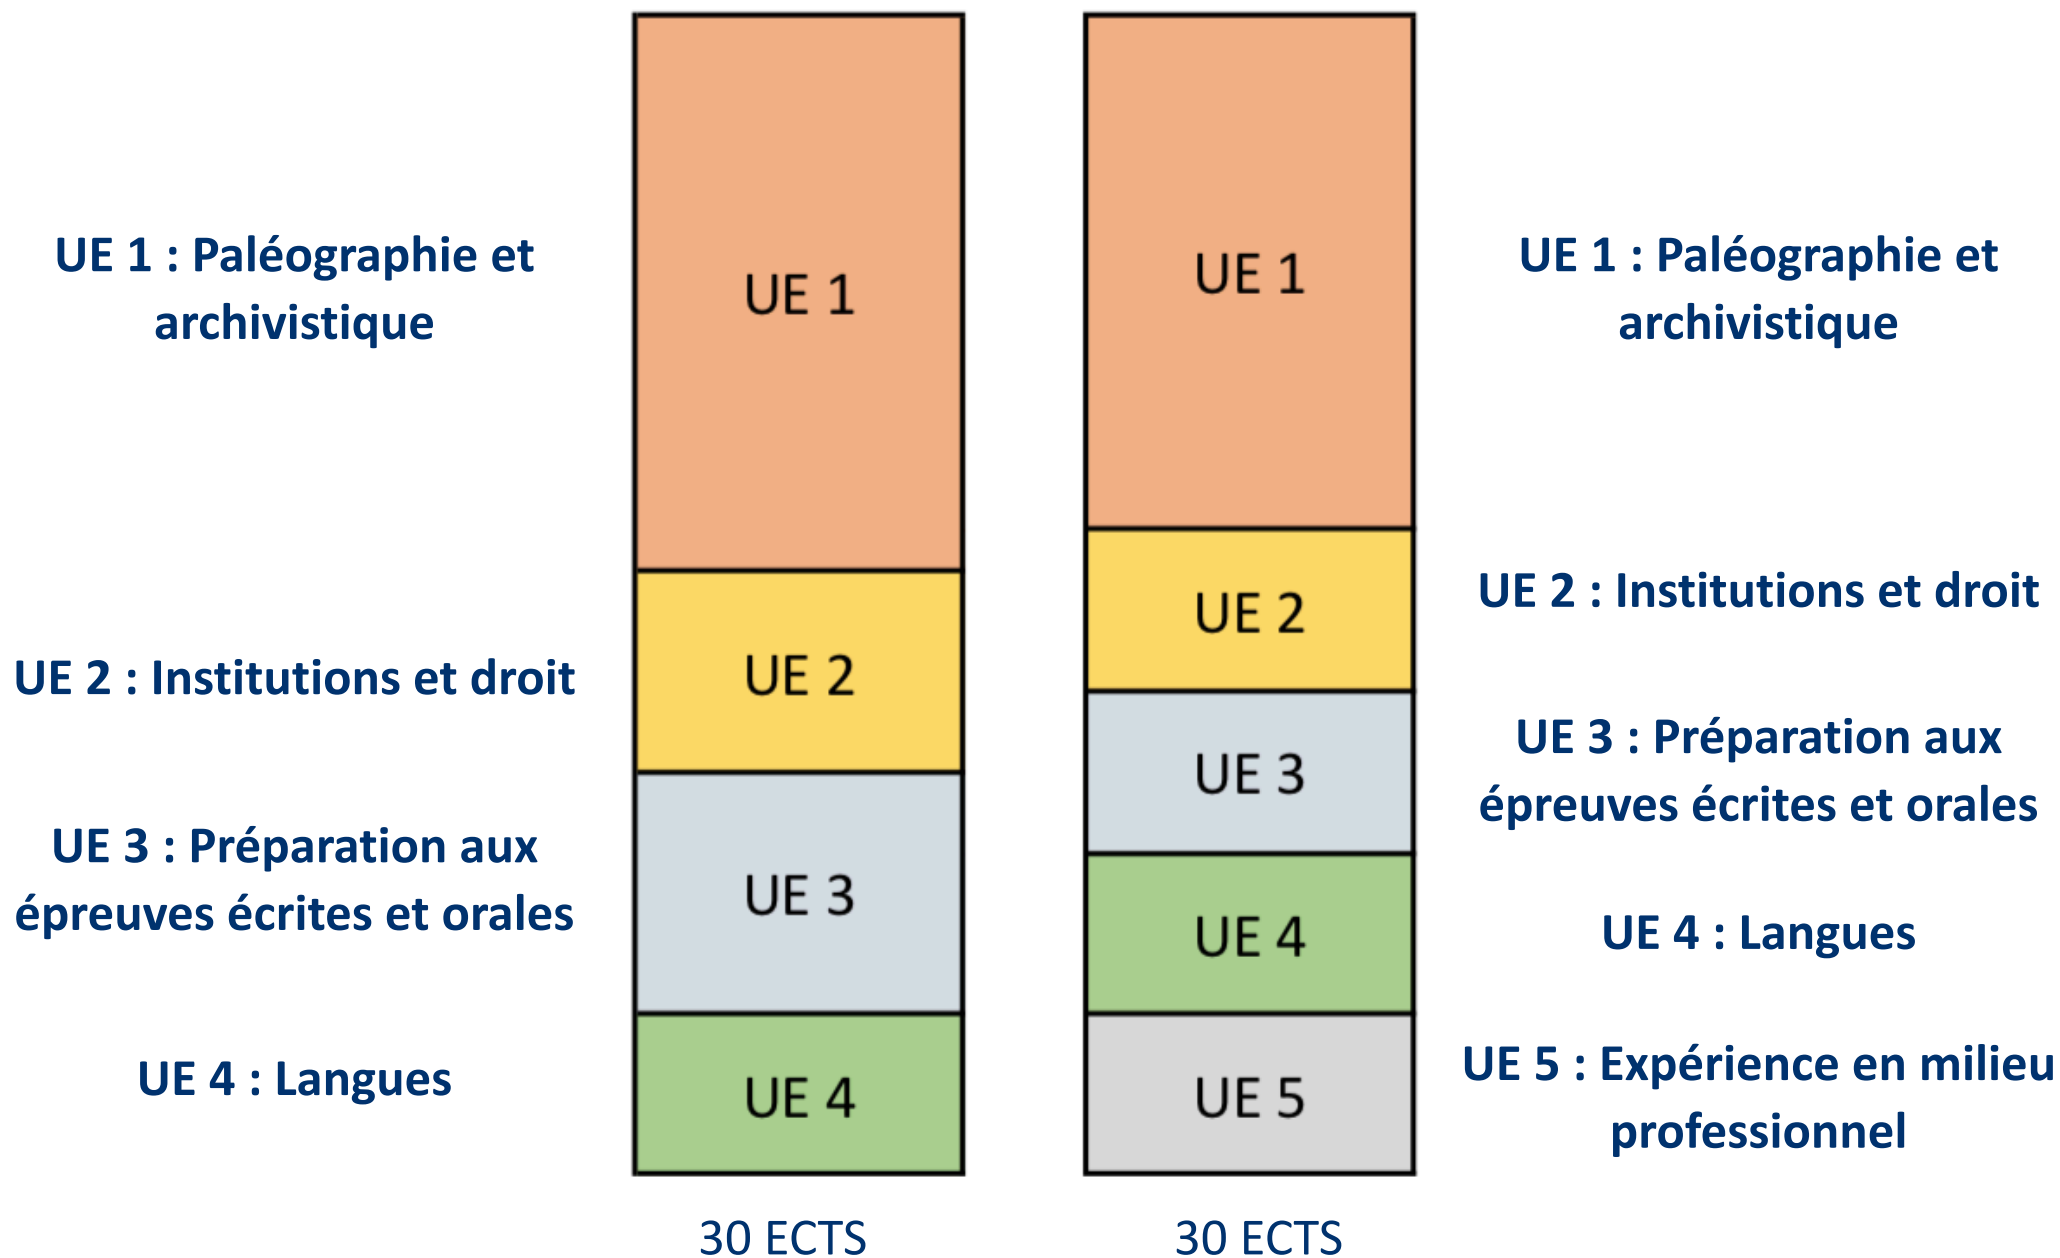 UE 1 : Paléographie et
archivistique
UE 2 : Institutions et droit
UE 3 : Préparation aux
épreuves écrites et orales
UE 4 : Langues
UE 1
UE 2
UE 3
UE 4
30 ECTS
UE 1
UE 2
UE 3
UE 4
UE 5
30 ECTS
UE 1 : Paléographie et
archivistique
UE 2 : Institutions et droit
UE 3 : Préparation aux
épreuves écrites et orales
UE 4 : Langues
UE 5 : Expérience en milieu
professionnel